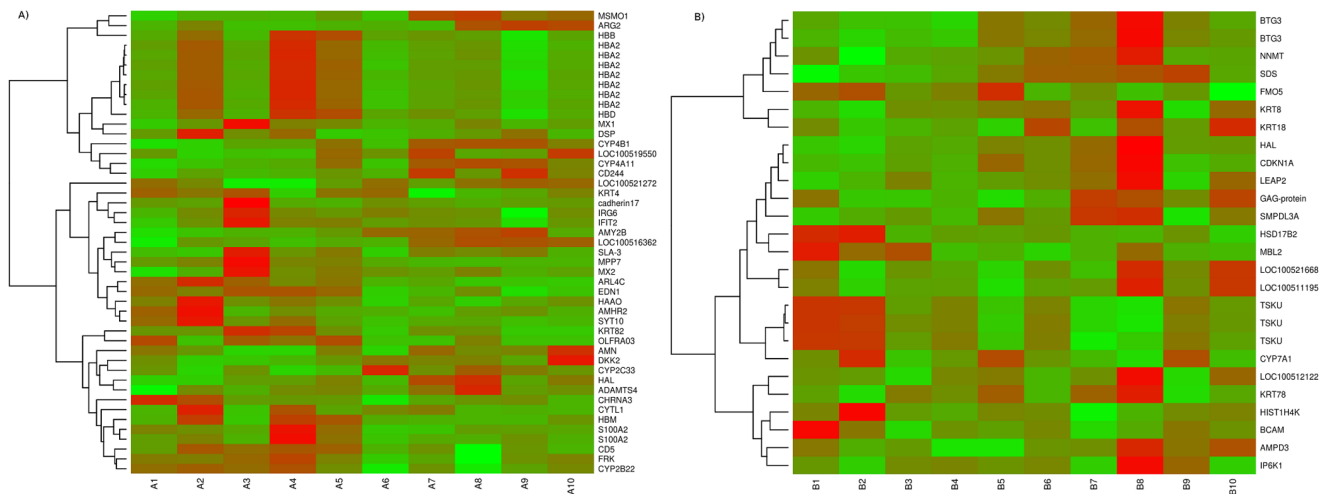 A)
MSMO1
ARG2
HBB
HBA2
HBA2
HBA2
HBA2
HBA2
HBA2
HBA2
HBD
MX1
DSP
CYP4B1
LOC100519550
CYP4A11
CD244
LOC100521272
KRT4
cadherin17
IRG6
IFIT2
AMY2B
LOC100516362
SLA-3
MPP7
MX2
ARL4C
EDN1
HAAO
AMHR2
SYT10
KRT82
OLFRA03
AMN
DKK2
CYP2C33
HAL
ADAMTS4
CHRNA3
CYTL1
HBM
S100A2
S100A2
CD5
FRK
CYP2B22
A1 A2 A3 A4 A5 A6 A7 A8 A9 A10
B)
BTG3
BTG3
NNMT
SDS
FMO5
KRT8
KRT18
HAL
CDKN1A
LEAP2
GAG-protein
SMPDL3A
HSD17B2
MBL2
LOC100521668
LOC100511195
TSKU
TSKU
TSKU
CYP7A1
LOC100512122
KRT78
HIST1H4K
BCAM
AMPD3
IP6K1
B1 B2 B3 B4 B5 B6 B7 B8 B9 B10